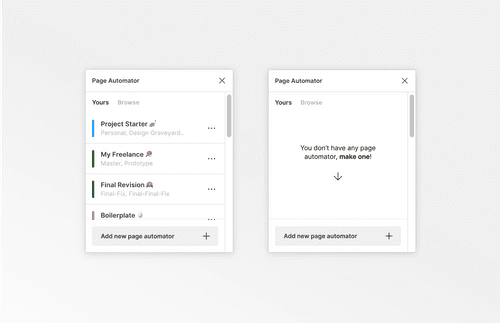 Page Automator
Yours Browse
Project Starter
Personal, Design Graveyard...
My Freelance
Master, Prototype
Final Revision
Final-Fix, Final-Final-Fix
Boilerplate
Add new page automator
Page Automator
Yours Browse
You don't have any page
automator, make one!
Add new page automator